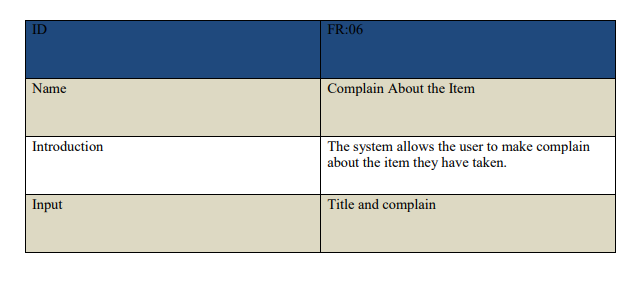 ID FR:06
Name Complain About the Item
Introduction The system allows the user to make complain
about the item they have taken.
Input Title and complain